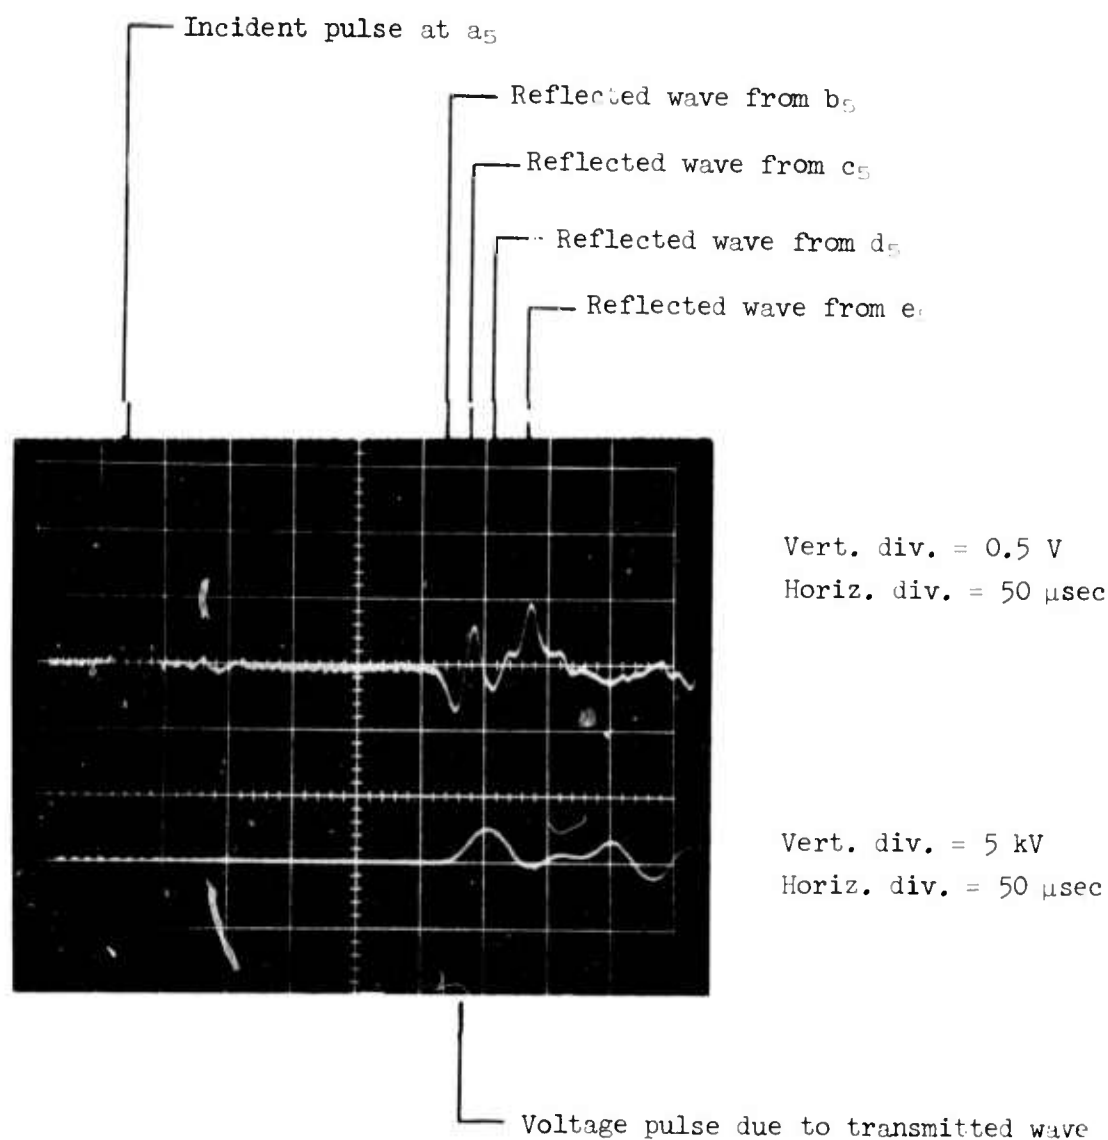 Incident pulse at a5
Reflected wave from b5
Reflected wave from c5
Reflected wave from d5
Reflected wave from e
Vert. div. = 0.5 V
Horiz. div. = 50 μsec
Vert. div. = 5 kV
Horiz. div. = 50 μsec
Voltage pulse due to transmitted wave